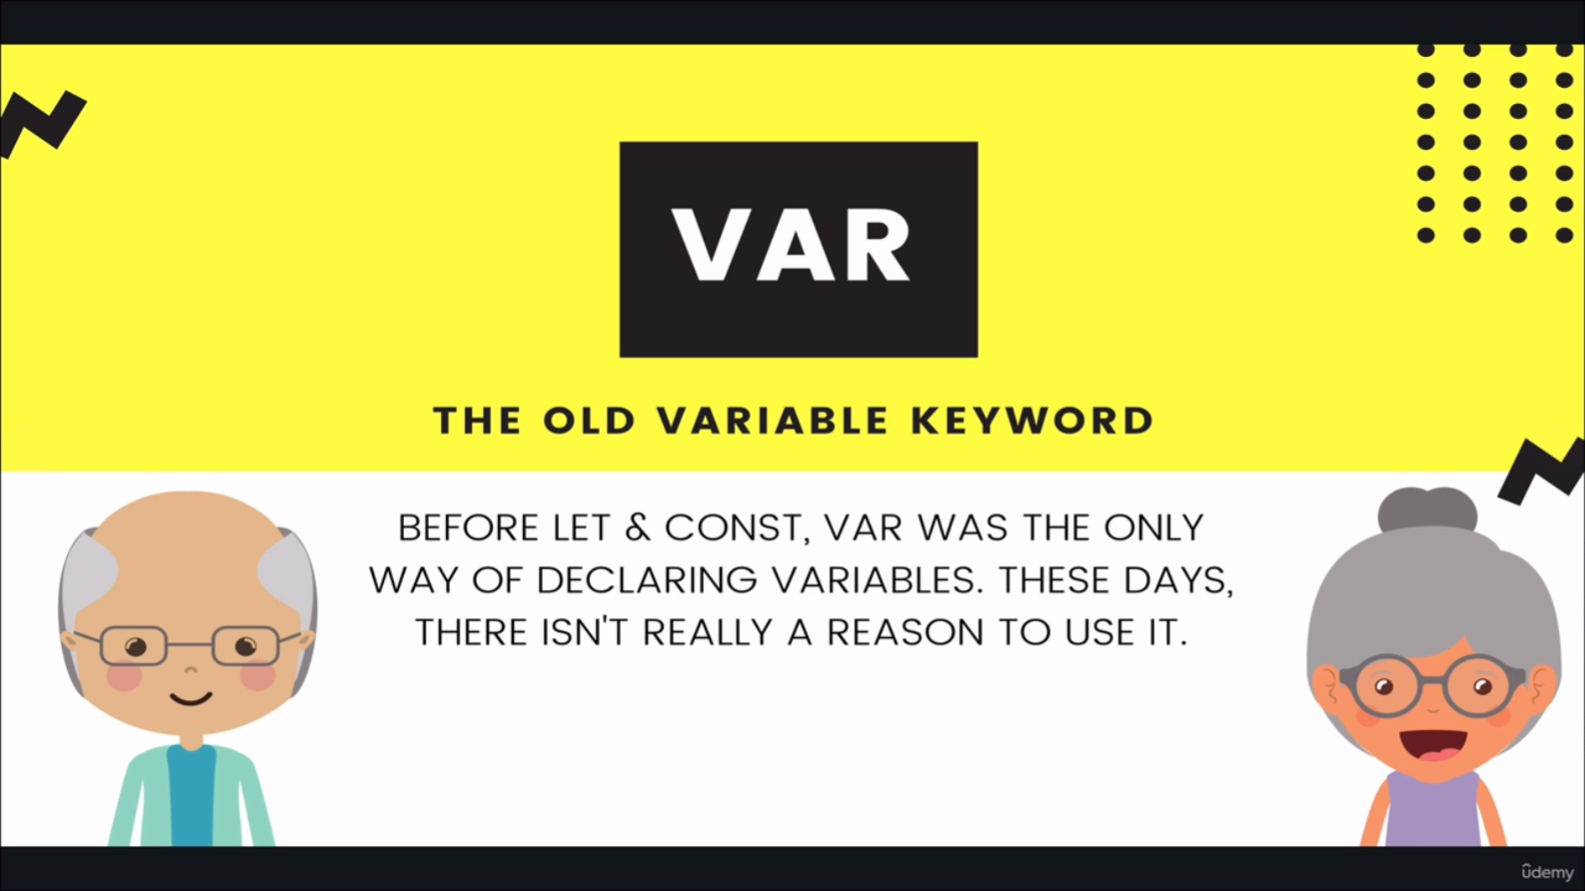 VAR
THE OLD VARIABLE KEYWORD
BEFORE LET & CONST, VAR WAS THE ONLY
WAY OF DECLARING VARIABLES. THESE DAYS,
THERE ISN'T REALLY A REASON TO USE IT.
ûdemy